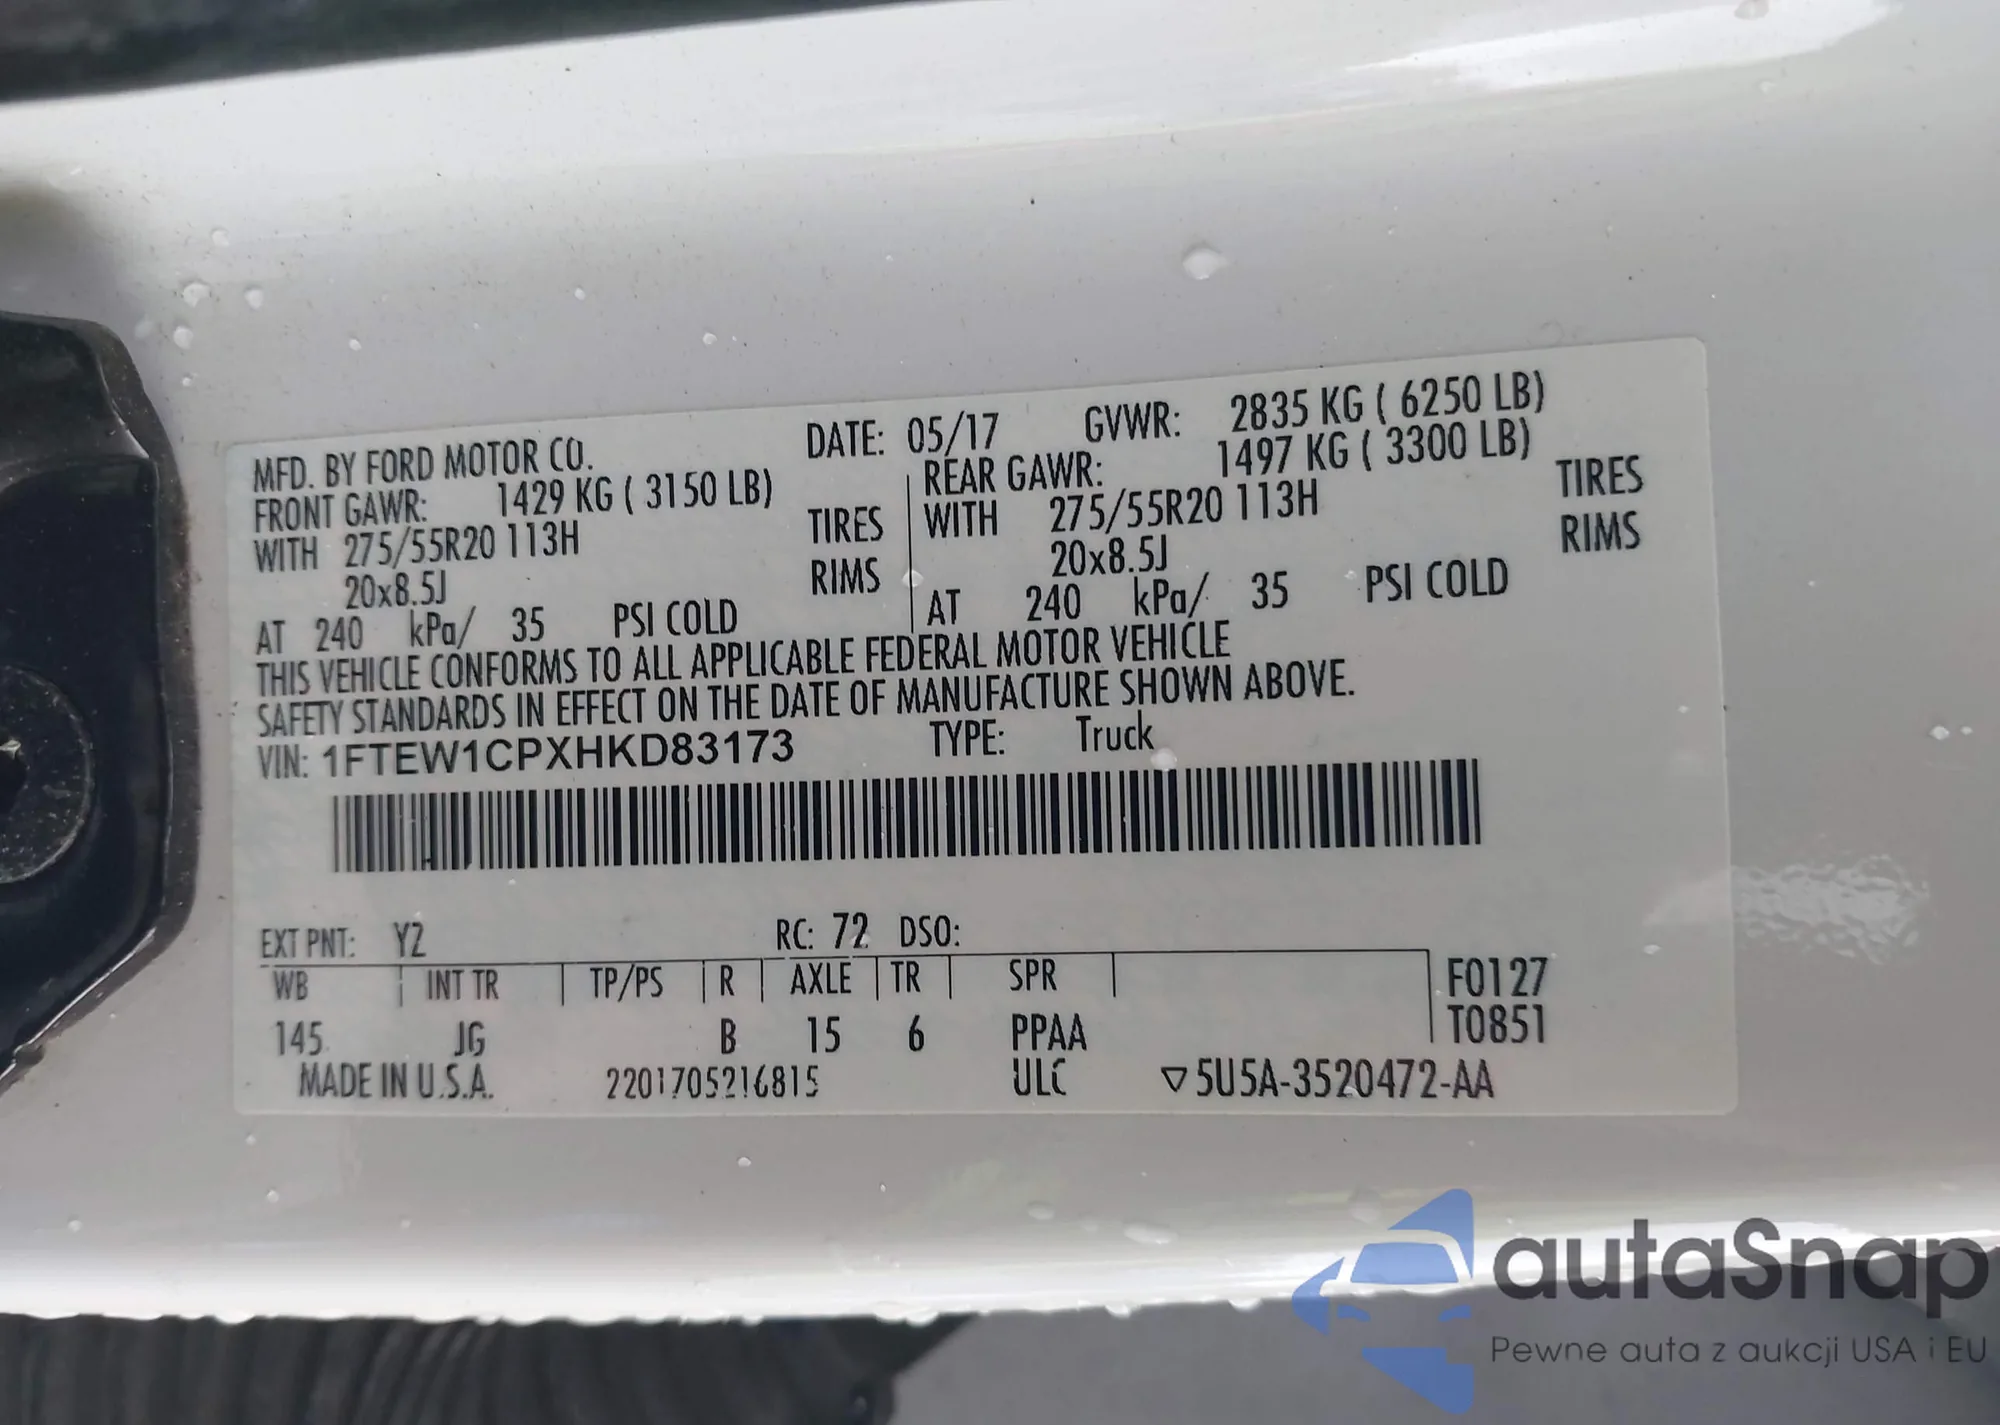 MFD. BY FORD MOTOR CO. DATE: 05/17 GVWR: 2835 KG ( 6250 LB)
FRONT GAWR: 1429 KG ( 3150 LB) REAR GAWR: 1497 KG ( 3300 LB)
WITH 275/55R20 113H TIRES WITH 275/55R20 113H TIRES
20x8.5J RIMS 20x8.5J RIMS
AT 240 kPa/ 35 PSI COLD AT 240 kPa/ 35 PSI COLD
THIS VEHICLE CONFORMS TO ALL APPLICABLE FEDERAL MOTOR VEHICLE
SAFETY STANDARDS IN EFFECT ON THE DATE OF MANUFACTURE SHOWN ABOVE.
VIN: 1FTEW1CPXHKD83173 TYPE: Truck
EXT PNT: YZ RC: 72 DSO:
WB INT TR TP/PS R AXLE TR SPR F0127
145 JG B 15 6 PPAA T0851
MADE IN U.S.A. 2201705216815 ULC ▽5U5A-3520472-AA
autaSnap
Pewne auta z aukcji USA i EU